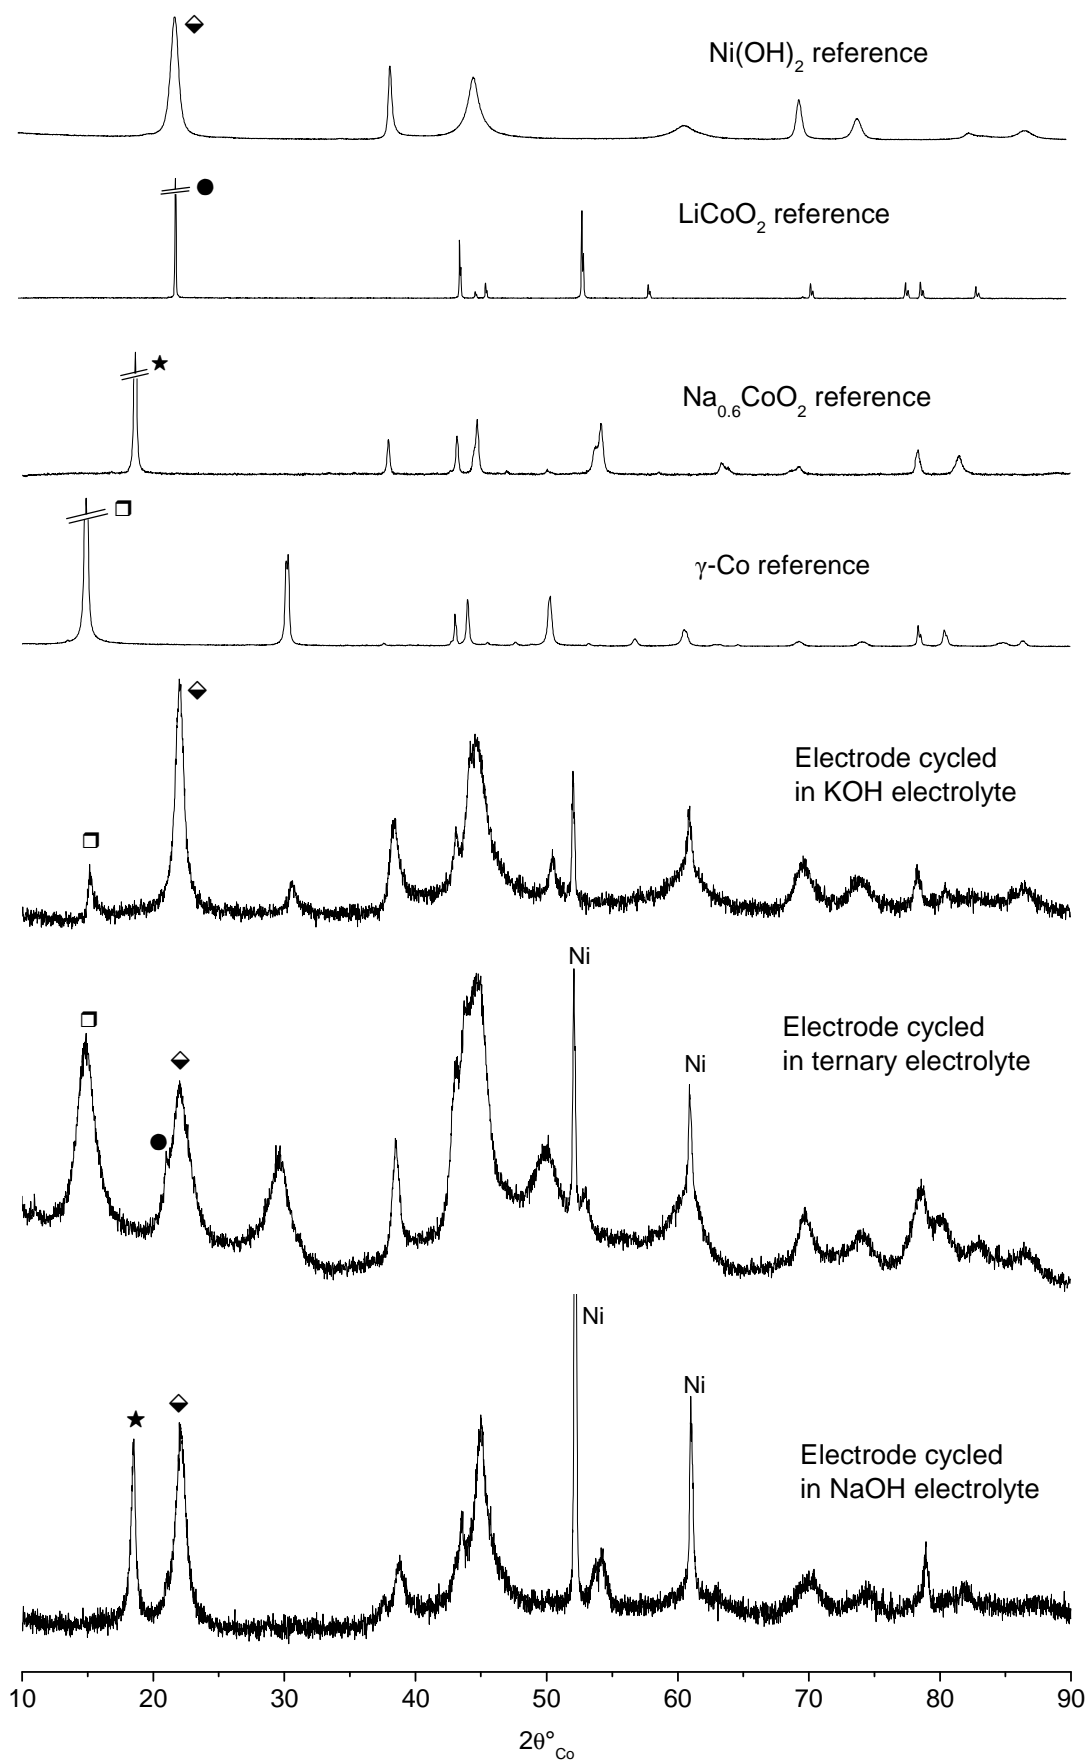 Ni(OH)₂ reference
LiCoO₂ reference
Na₀.₆CoO₂ reference
γ-Co reference
Electrode cycled
in KOH electrolyte
Ni
Electrode cycled
in ternary electrolyte
Ni
Ni
Ni
Electrode cycled
in NaOH electrolyte
10 20 30 40 50 60 70 80 90
2θ°Co